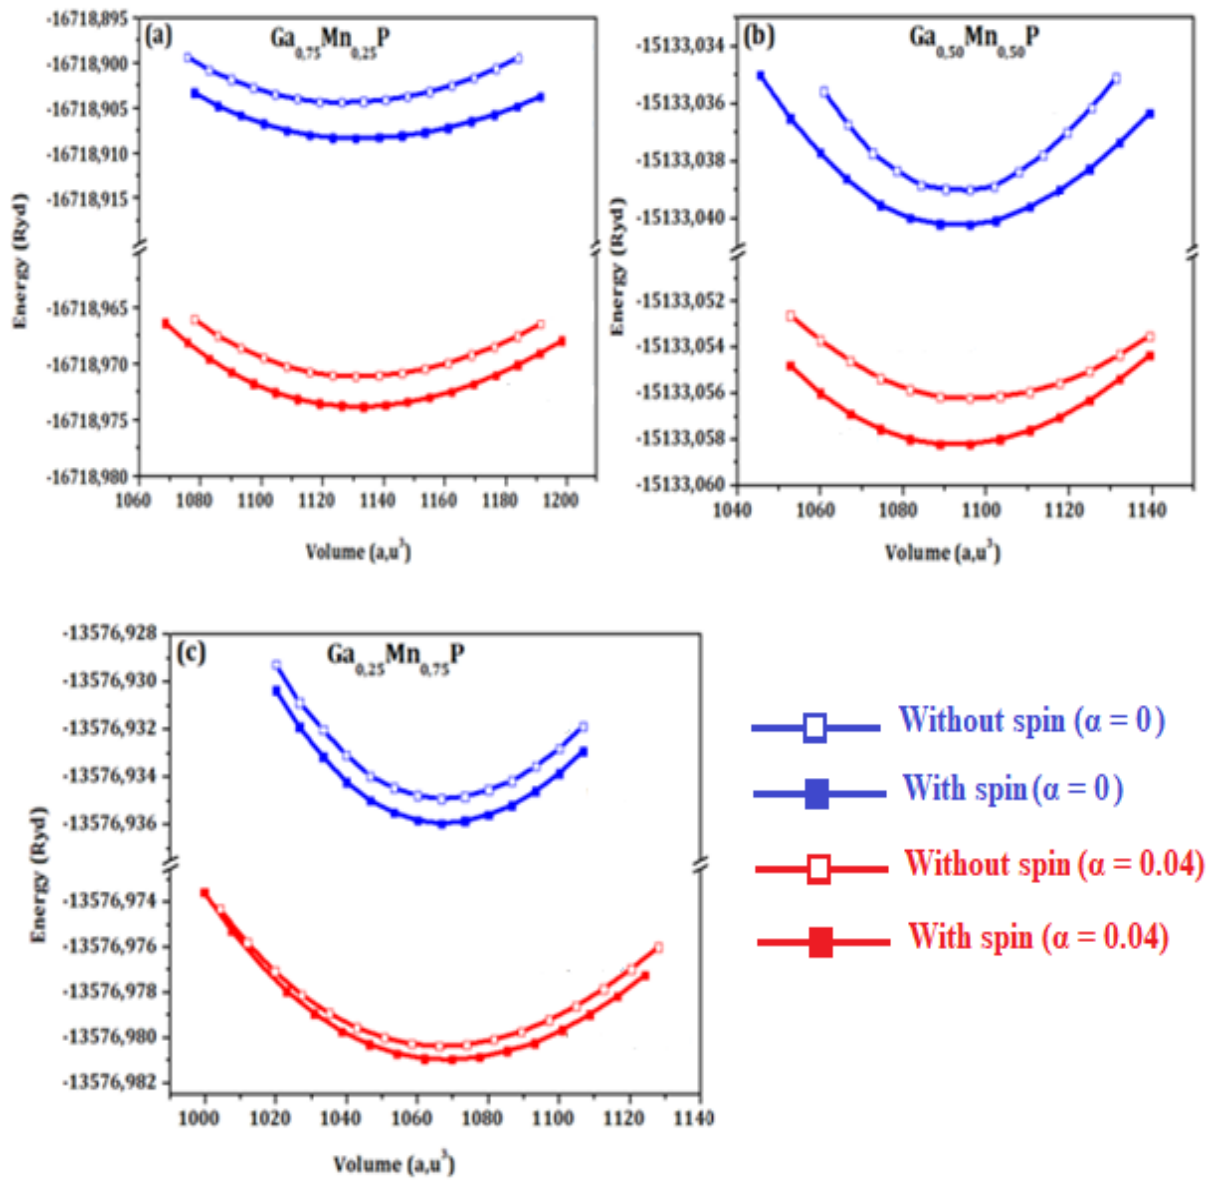 (a) Ga0,75Mn0,25P
-16718,895
-16718,900
-16718,905
-16718,910
-16718,915
-16718,965
-16718,970
-16718,975
-16718,980
Energy (Ryd)
1060 1080 1100 1120 1140 1160 1180 1200
Volume (a,u³)
(b) Ga0,50Mn0,50P
-15133,034
-15133,036
-15133,038
-15133,040
-15133,052
-15133,054
-15133,056
-15133,058
-15133,060
Energy (Ryd)
1040 1060 1080 1100 1120 1140
Volume (a,u³)
(c) Ga0,25Mn0,75P
-13576,928
-13576,930
-13576,932
-13576,934
-13576,936
-13576,974
-13576,976
-13576,978
-13576,980
-13576,982
Energy (Ryd)
1000 1020 1040 1060 1080 1100 1120 1140
Volume (a,u³)
Without spin (α = 0)
With spin (α = 0)
Without spin (α = 0.04)
With spin (α = 0.04)